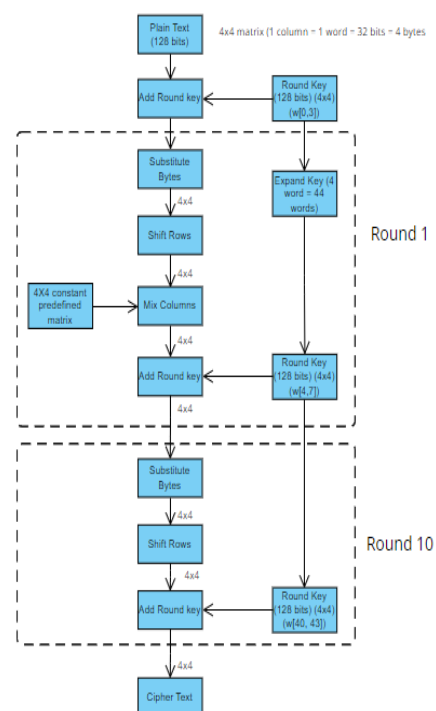 Plain Text
(128 bits)
4x4 matrix (1 column = 1 word = 32 bits = 4 bytes
Add Round key
Round Key
(128 bits) (4x4)
(w[0,3])
Substitute
Bytes
Expand Key (4
word = 44
words)
4x4
Round 1
Shift Rows
4x4
4X4 constant
predefined
matrix
Mix Columns
4x4
Add Round key
Round Key
(128 bits) (4x4)
(w[4,7])
4x4
Substitute
Bytes
4x4
Shift Rows
Round 10
4x4
Add Round key
Round Key
(128 bits) (4x4)
(w[40, 43])
4x4
Cipher Text